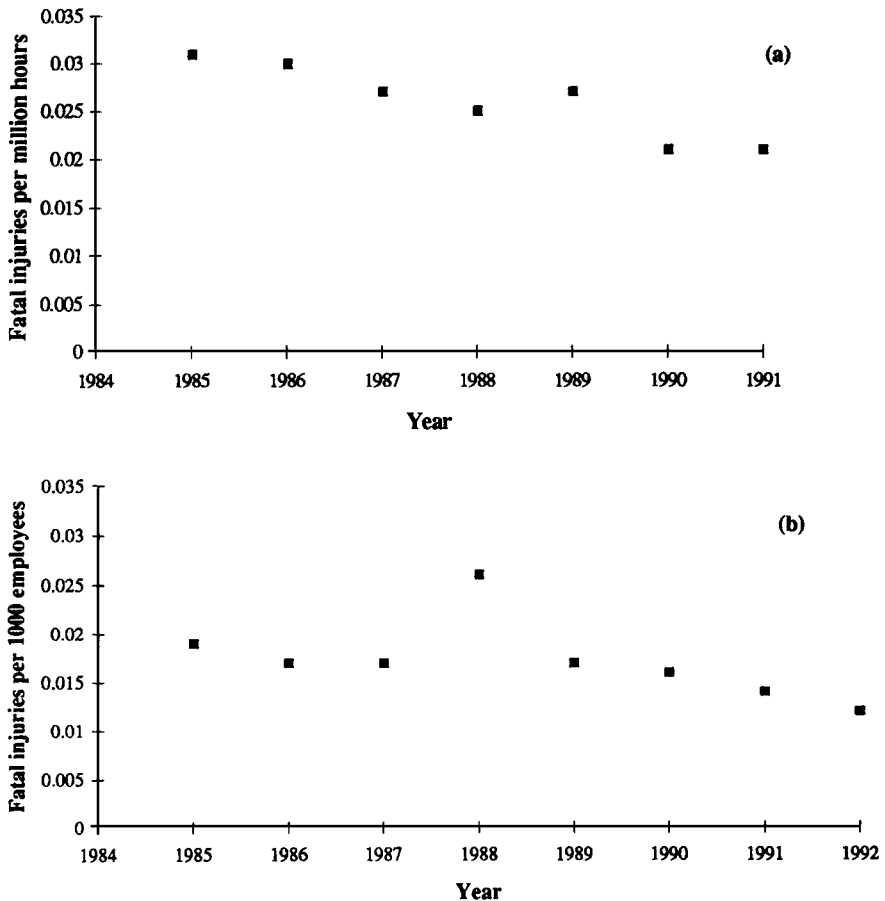 Fatal injuries per million hours
0.035
0.03
0.025
0.02
0.015
0.01
0.005
0
(a)
1984 1985 1986 1987 1988 1989 1990 1991
Year
Fatal injuries per 1000 employees
0.035
0.03
0.025
0.02
0.015
0.01
0.005
0
(b)
1984 1985 1986 1987 1988 1989 1990 1991 1992
Year